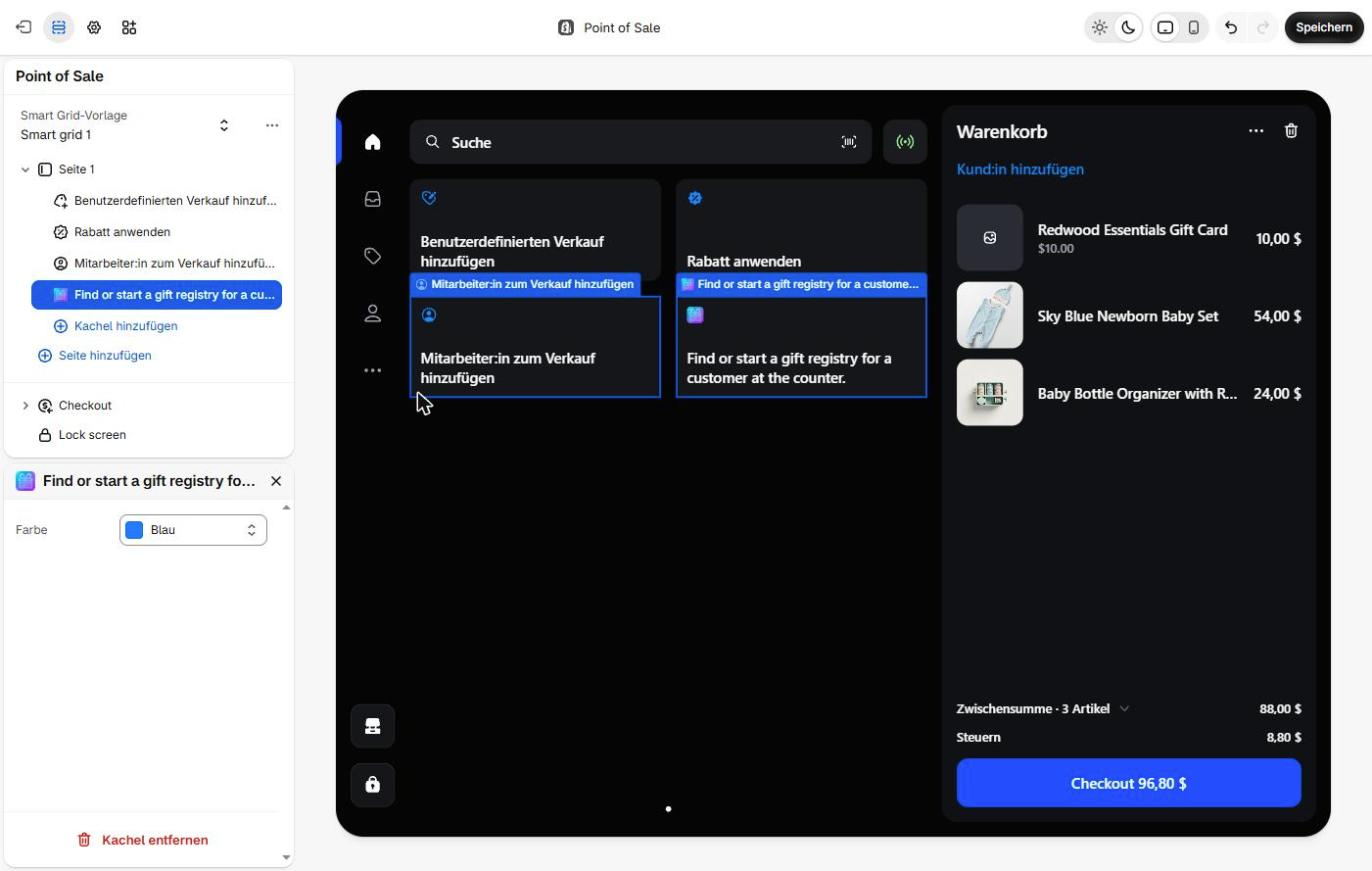 Point of Sale
Speichern
Point of Sale
Smart Grid-Vorlage
Smart grid 1
Seite 1
Benutzerdefinierten Verkauf hinzuf...
Rabatt anwenden
Mitarbeiter:in zum Verkauf hinzufü...
Find or start a gift registry for a cu...
Kachel hinzufügen
Seite hinzufügen
Checkout
Lock screen
Find or start a gift registry fo...
Farbe
Blau
Kachel entfernen
Suche
Benutzerdefinierten Verkauf
hinzufügen
Rabatt anwenden
Mitarbeiter:in zum Verkauf hinzufügen
Find or start a gift registry for a custome...
Mitarbeiter:in zum Verkauf
hinzufügen
Find or start a gift registry for a
customer at the counter.
Warenkorb
Kund:in hinzufügen
Redwood Essentials Gift Card
$10.00
10,00 $
Sky Blue Newborn Baby Set
54,00 $
Baby Bottle Organizer with R...
24,00 $
Zwischensumme · 3 Artikel
88,00 $
Steuern
8,80 $
Checkout 96,80 $